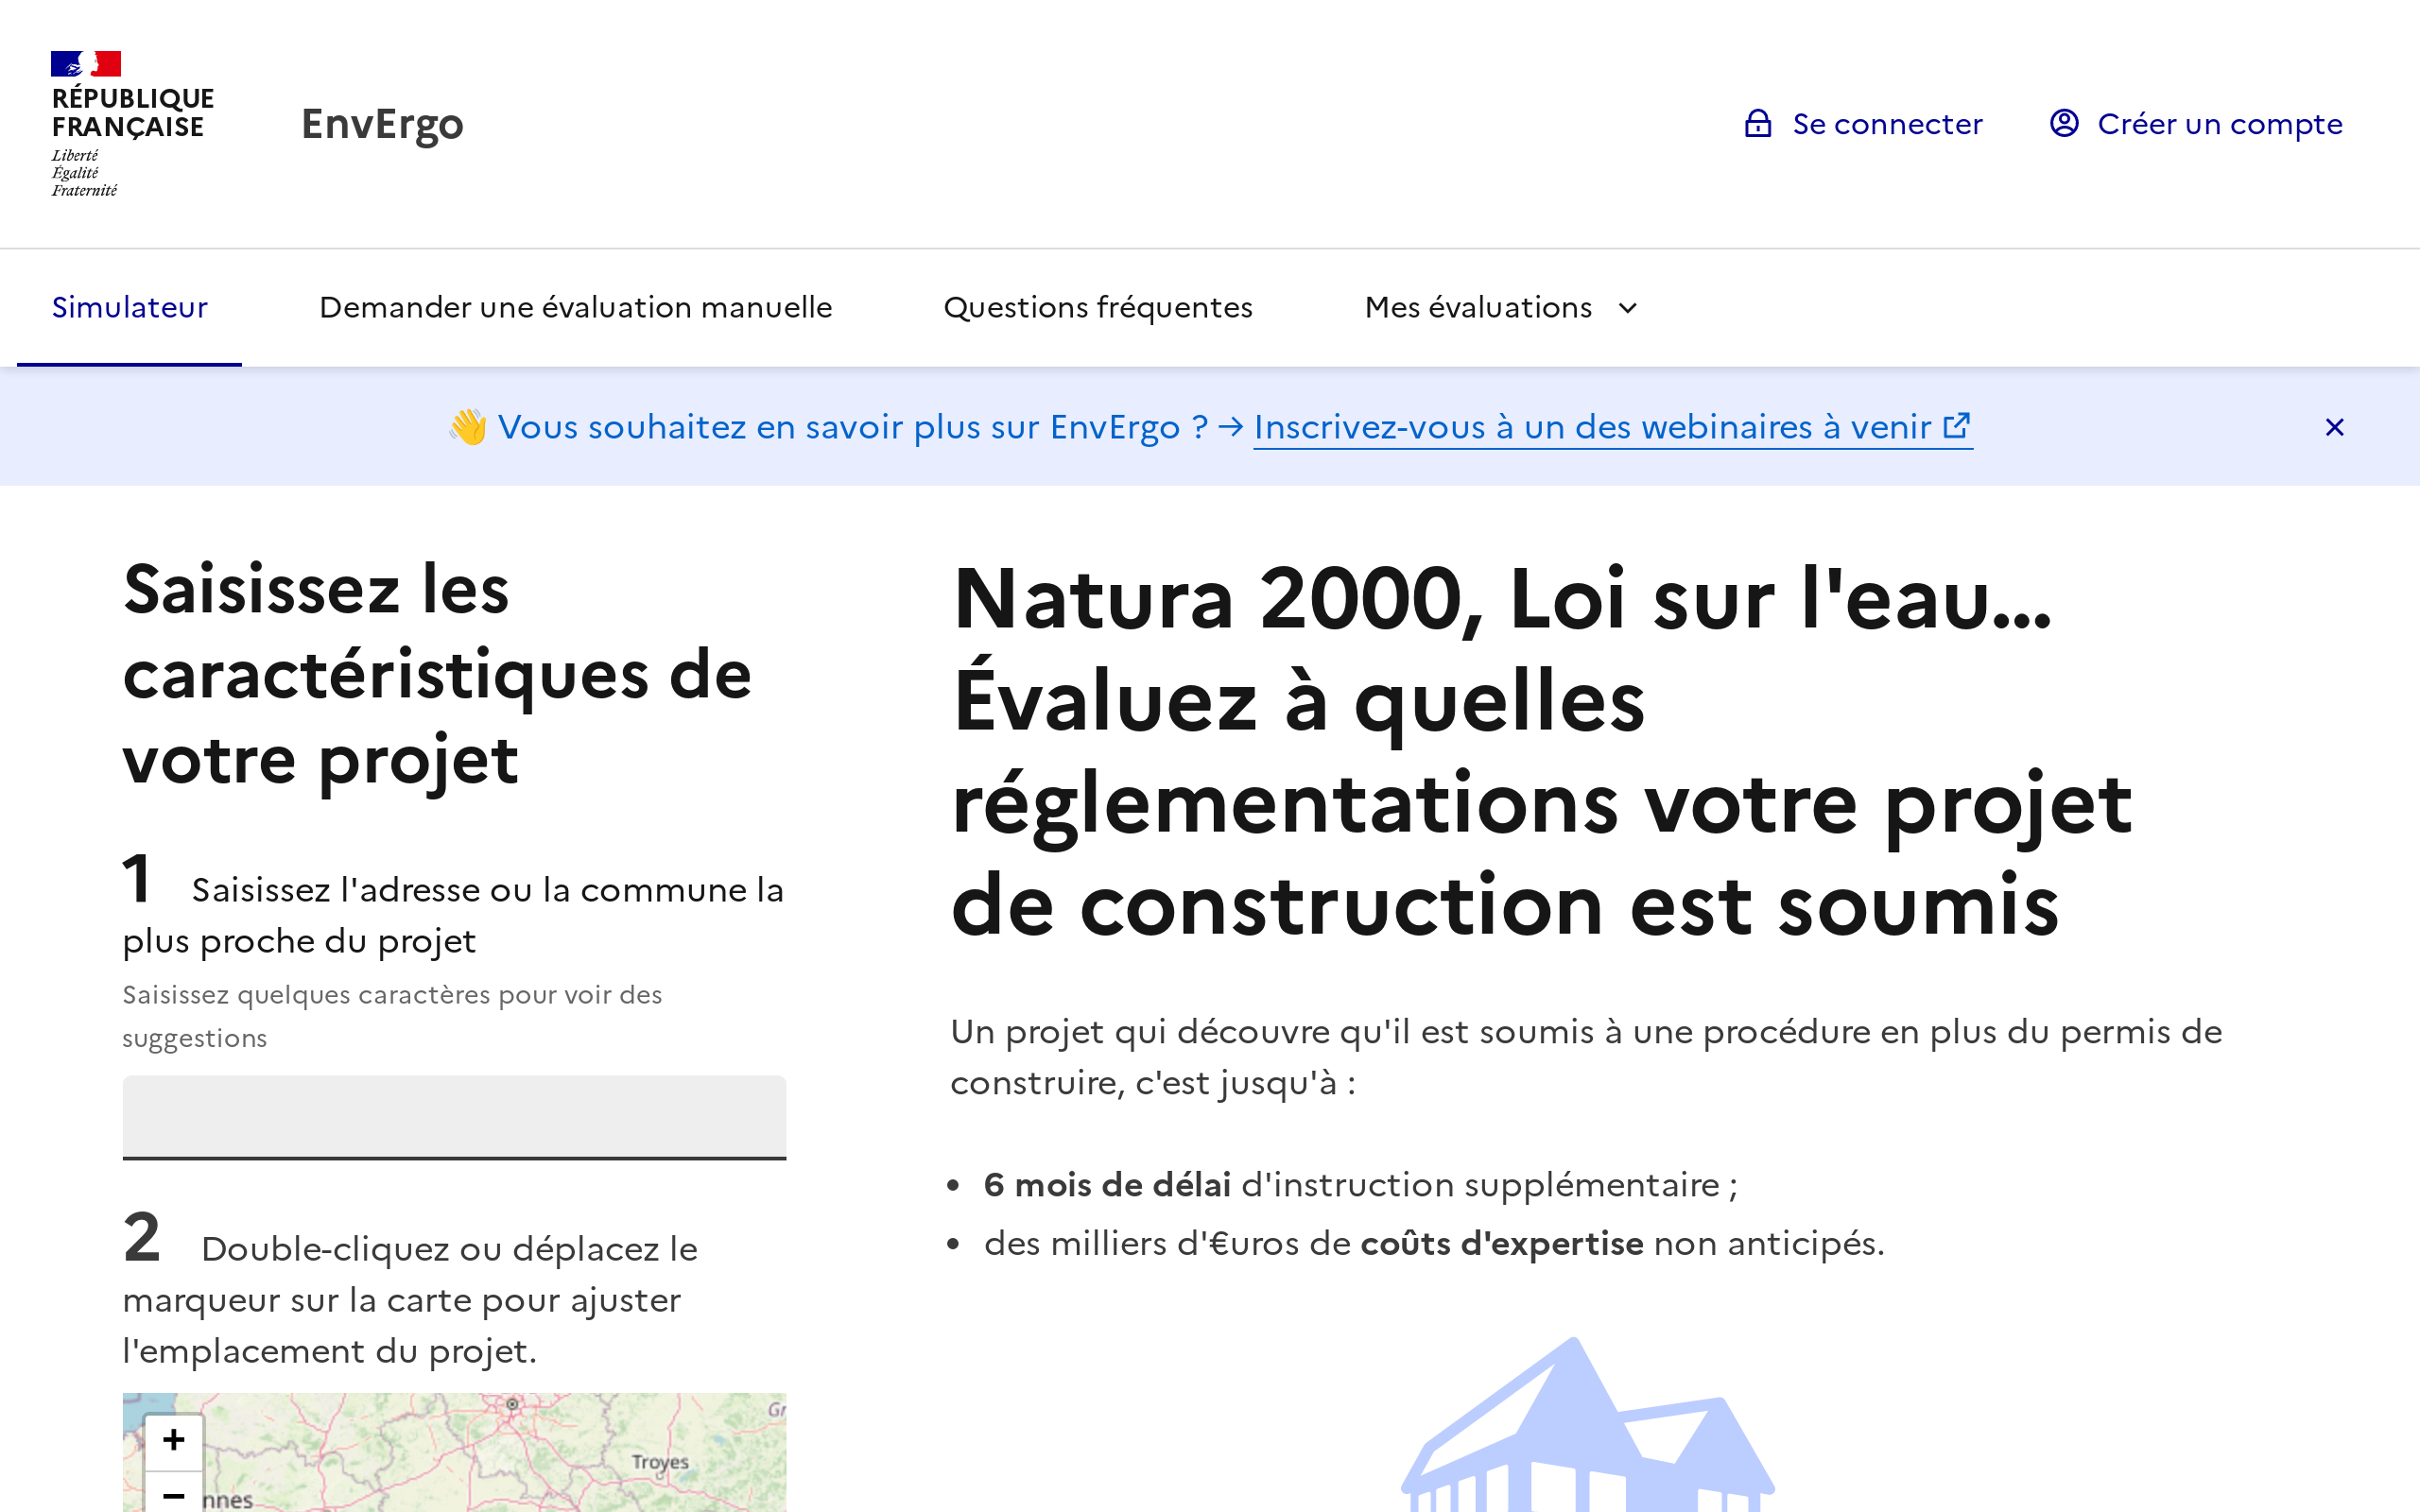 RÉPUBLIQUE
FRANÇAISE
Liberté
Égalité
Fraternité
EnvErgo
Se connecter
Créer un compte
Simulateur
Demander une évaluation manuelle
Questions fréquentes
Mes évaluations
👋 Vous souhaitez en savoir plus sur EnvErgo ? → Inscrivez-vous à un des webinaires à venir
Saisissez les
caractéristiques de
votre projet
1 Saisissez l'adresse ou la commune la
plus proche du projet
Saisissez quelques caractères pour voir des
suggestions
2 Double-cliquez ou déplacez le
marqueur sur la carte pour ajuster
l'emplacement du projet.
+
Gr
Troyes
−
nnes
Natura 2000, Loi sur l'eau…
Évaluez à quelles
réglementations votre projet
de construction est soumis
Un projet qui découvre qu'il est soumis à une procédure en plus du permis de
construire, c'est jusqu'à :
• 6 mois de délai d'instruction supplémentaire ;
• des milliers d'€uros de coûts d'expertise non anticipés.